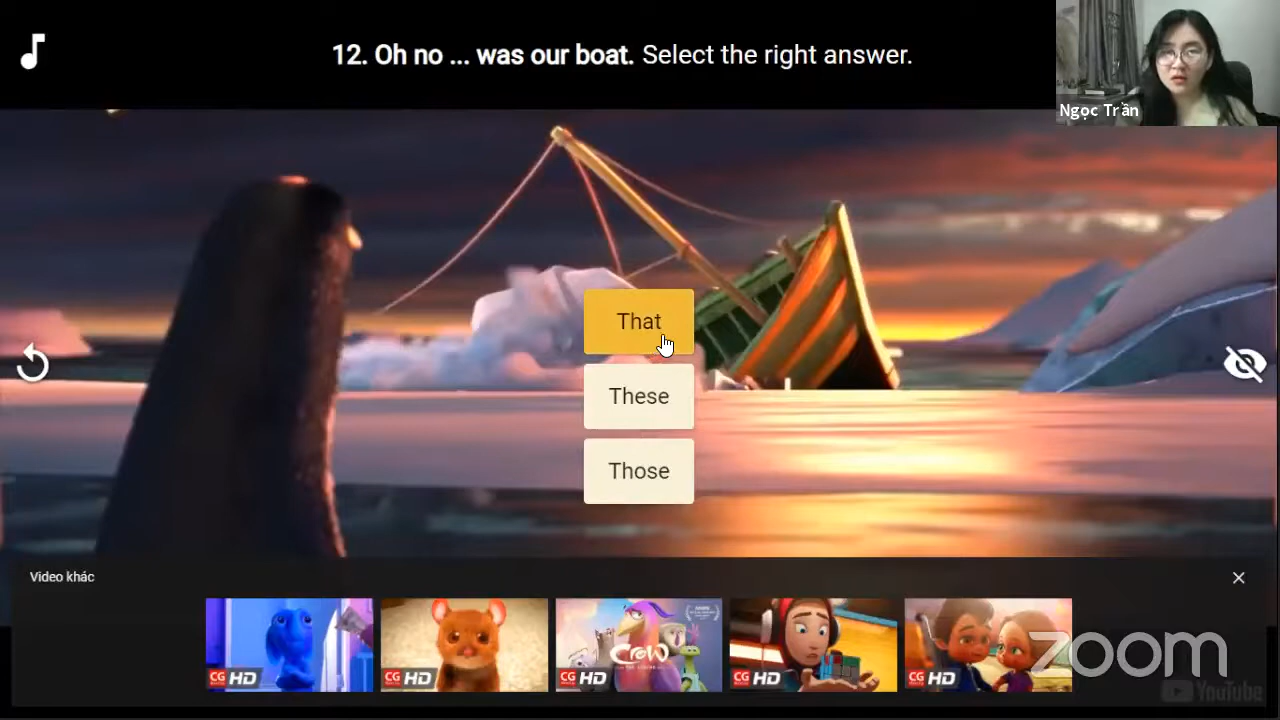 12. Oh no ... was our boat. Select the right answer.
Ngọc Trần
That
These
Those
Video khác
CG HD
CG HD
CROW
CG HD
CG HD
CG HD
zoom
YouTube